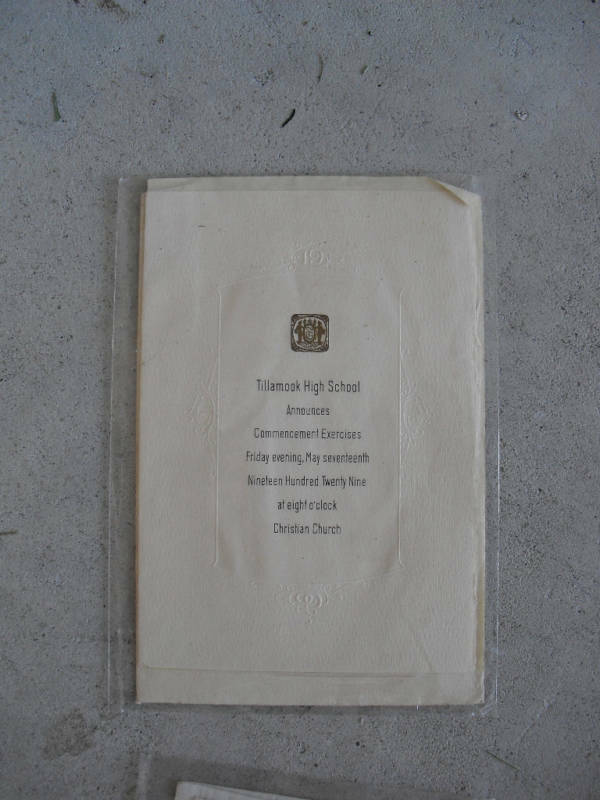 Tillamook High School
Announces
Commencement Exercises
Friday evening, May seventeenth
Nineteen Hundred Twenty Nine
at eight o'clock
Christian Church